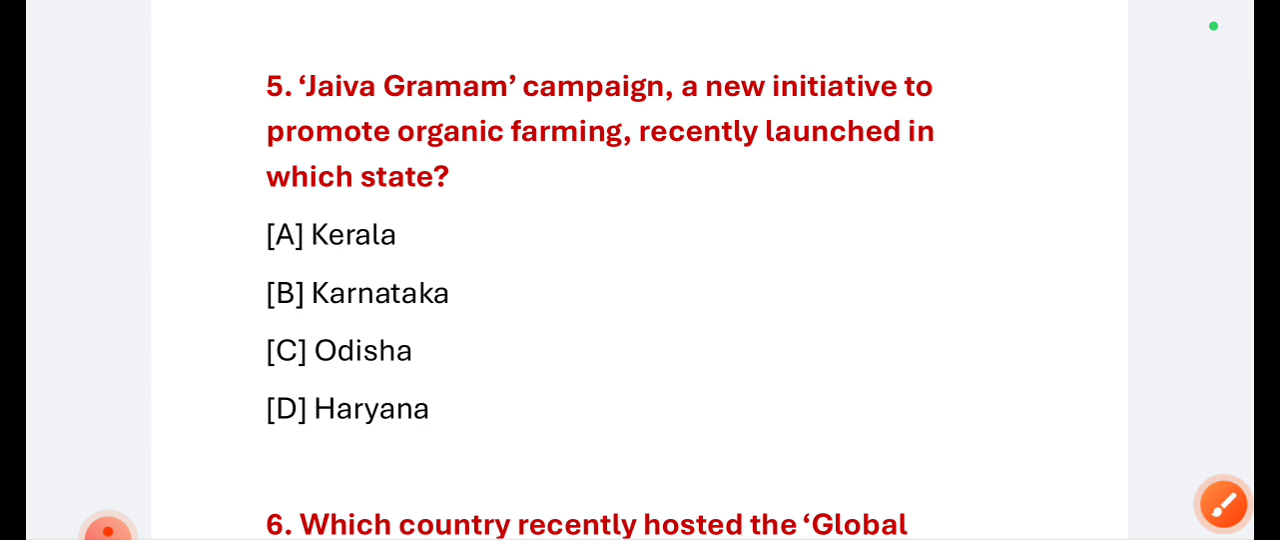 5. ‘Jaiva Gramam’ campaign, a new initiative to
promote organic farming, recently launched in
which state?
[A] Kerala
[B] Karnataka
[C] Odisha
[D] Haryana
6. Which country recently hosted the ‘Global